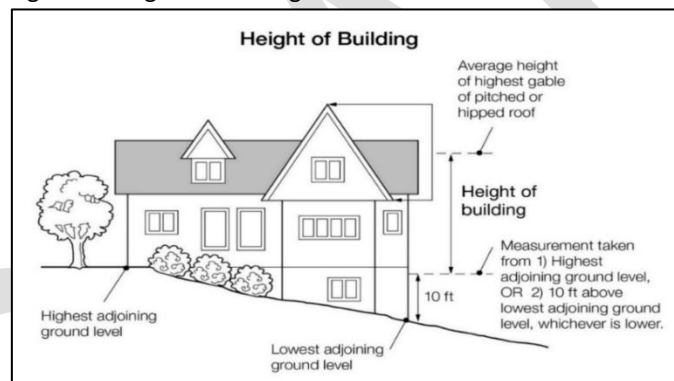 Height of Building
Average height
of highest gable
of pitched or
hipped roof
Height of
building
Measurement taken
from 1) Highest
adjoining ground level,
OR 2) 10 ft above
lowest adjoining ground
level, whichever is lower.
10 ft
Highest adjoining
ground level
Lowest adjoining
ground level